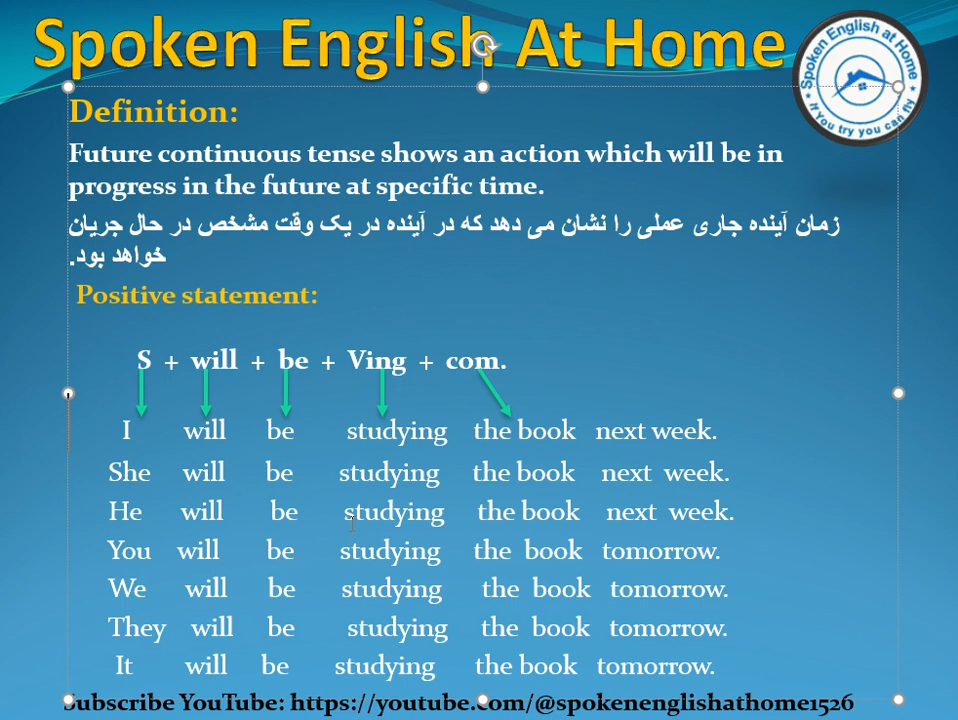 Spoken English At Home
Spoken English at Home
If You try you can fly
Definition:
Future continuous tense shows an action which will be in
progress in the future at specific time.
زمان آینده جاری عملی را نشان می دهد که در آینده در یک وقت مشخص در حال جریان
خواهد بود.
Positive statement:
S + will + be + Ving + com.
I will be studying the book next week.
She will be studying the book next week.
He will be studying the book next week.
You will be studying the book tomorrow.
We will be studying the book tomorrow.
They will be studying the book tomorrow.
It will be studying the book tomorrow.
Subscribe YouTube: https://youtube.com/@spokenenglishathome1526